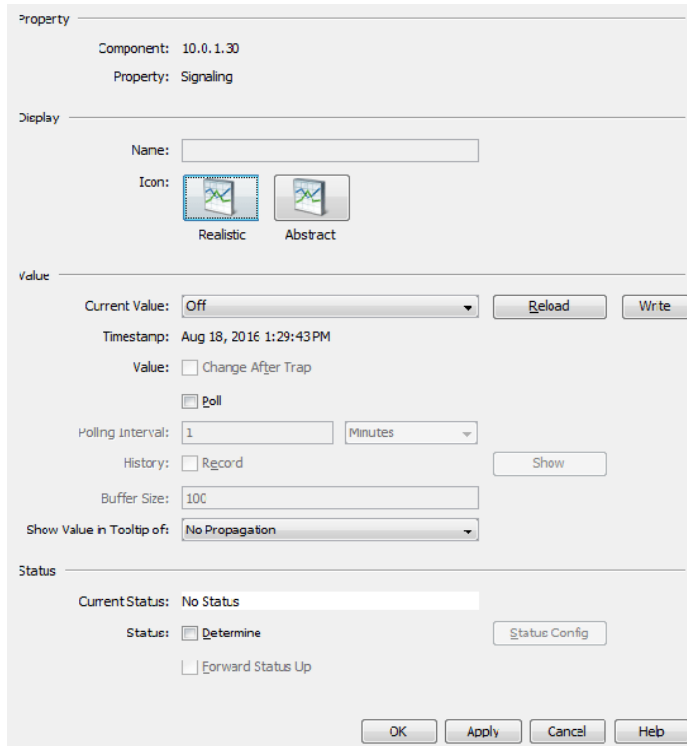 Property
Component: 10.0.1.30
Property: Signaling
Display
Name:
Icon:
Realistic Abstract
Value
Current Value: Off Reload Write
Timestamp: Aug 18, 2016 1:29:43 PM
Value: Change After Trap
Poll
Polling Interval: 1 Minutes
History: Record Show
Buffer Size: 100
Show Value in Tooltip of: No Propagation
Status
Current Status: No Status
Status: Determine Status Config
Forward Status Up
OK Apply Cancel Help